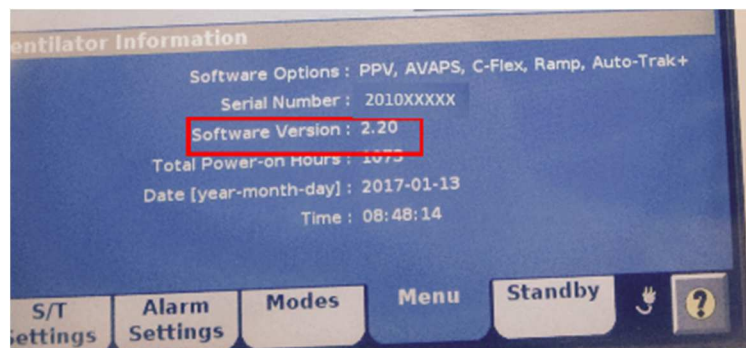 entilator Information
Software Options : PPV, AVAPS, C-Flex, Ramp, Auto-Trak+
Serial Number : 2010XXXXX
Software Version : 2.20
Total Power-on Hours : 1073
Date [year-month-day] : 2017-01-13
Time : 08:48:14
S/T ettings
Alarm Settings
Modes
Menu
Standby
?